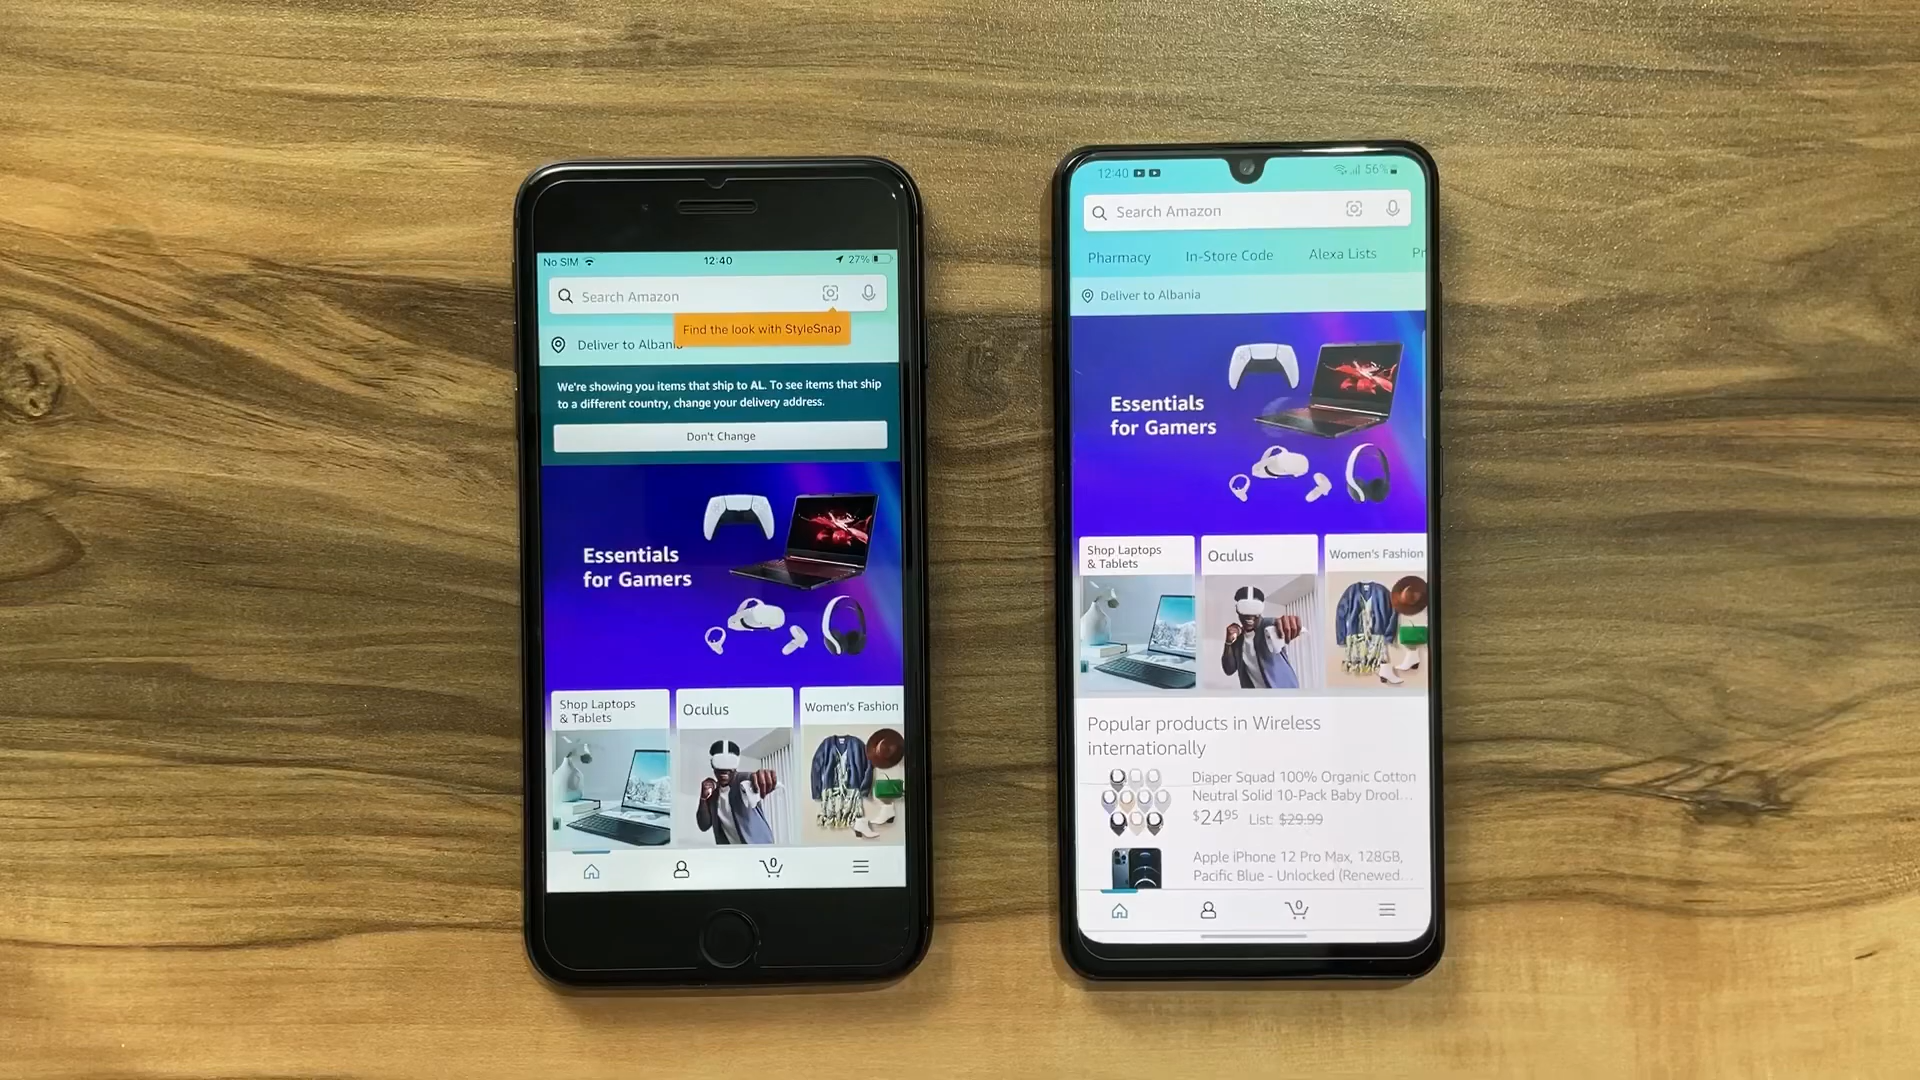 No SIM 12:40 27%
Search Amazon
Find the look with StyleSnap
Deliver to Albani
We're showing you items that ship to AL. To see items that ship
to a different country, change your delivery address.
Don't Change
Essentials
for Gamers
Shop Laptops
& Tablets
Oculus
Women's Fashion
0
12:40 56%
Search Amazon
Pharmacy In-Store Code Alexa Lists Pr
Deliver to Albania
Essentials
for Gamers
Shop Laptops
& Tablets
Oculus
Women's Fashion
Popular products in Wireless
internationally
Diaper Squad 100% Organic Cotton
Neutral Solid 10-Pack Baby Drool...
$2495 List: $29.99
Apple iPhone 12 Pro Max, 128GB,
Pacific Blue - Unlocked (Renewed...
0